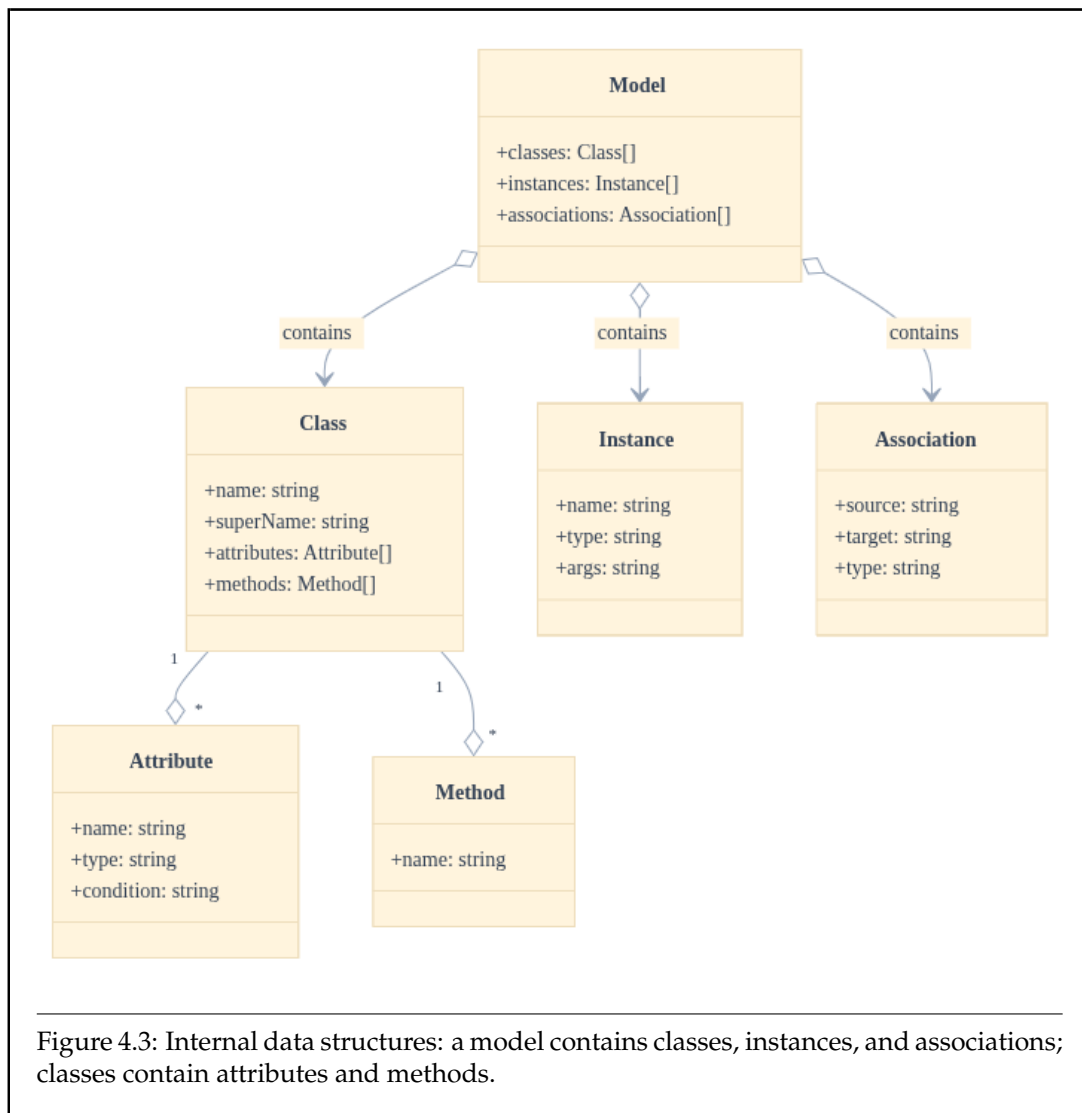 Model
+classes: Class[]
+instances: Instance[]
+associations: Association[]
contains
contains
contains
Class
+name: string
+superName: string
+attributes: Attribute[]
+methods: Method[]
Instance
+name: string
+type: string
+args: string
Association
+source: string
+target: string
+type: string
1
*
1
*
Attribute
+name: string
+type: string
+condition: string
Method
+name: string
Figure 4.3: Internal data structures: a model contains classes, instances, and associations;
classes contain attributes and methods.